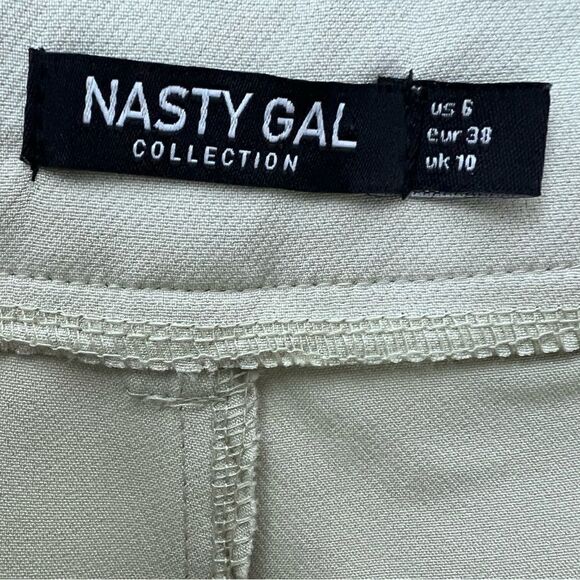 NASTY GAL
COLLECTION
us 6
eur 38
uk 10